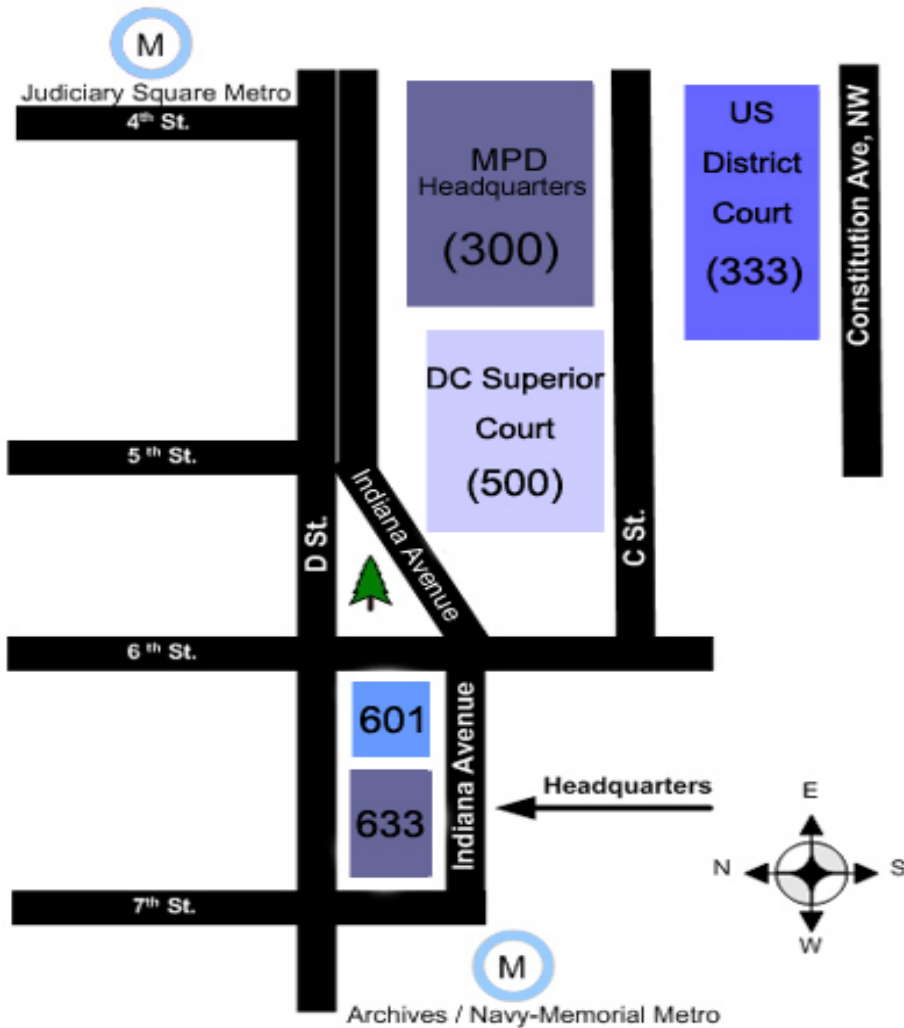 M
Judiciary Square Metro
4th St.
MPD
Headquarters
(300)
US
District
Court
(333)
Constitution Ave, NW
DC Superior
Court
(500)
5 th St.
Indiana Avenue
D St.
C St.
6 th St.
601
633
Indiana Avenue
Headquarters
E
N
S
W
7th St.
M
Archives / Navy-Memorial Metro